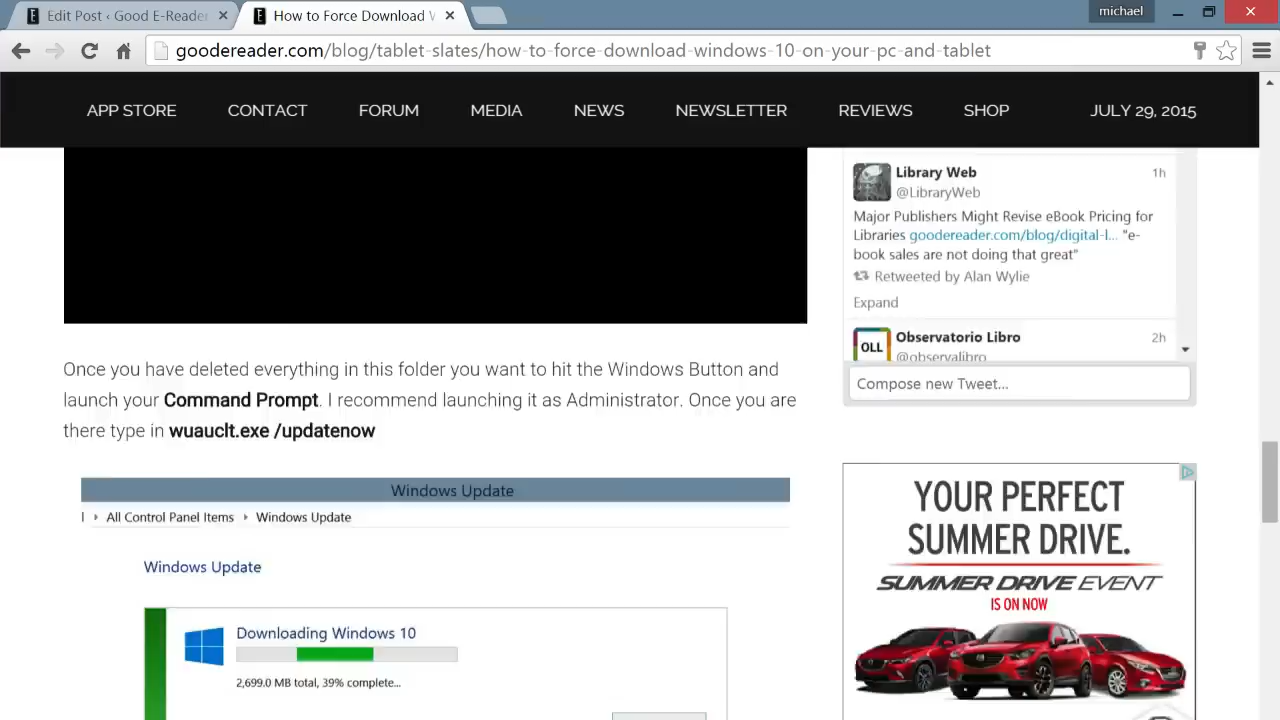 Edit Post ‹ Good E-Reader
How to Force Download W
michael
goodereader.com/blog/tablet-slates/how-to-force-download-windows-10-on-your-pc-and-tablet
APP STORE CONTACT FORUM MEDIA NEWS NEWSLETTER REVIEWS SHOP JULY 29, 2015
Once you have deleted everything in this folder you want to hit the Windows Button and
launch your Command Prompt. I recommend launching it as Administrator. Once you are
there type in wuauclt.exe /updatenow
Windows Update
All Control Panel Items Windows Update
Windows Update
Downloading Windows 10
2,699.0 MB total, 39% complete...
Library Web 1h
@LibraryWeb
Major Publishers Might Revise eBook Pricing for
Libraries goodereader.com/blog/digital-l... "e-
book sales are not doing that great"
Retweeted by Alan Wylie
Expand
OLL
Observatorio Libro 2h
@observalibro
Compose new Tweet...
YOUR PERFECT
SUMMER DRIVE.
SUMMER DRIVE EVENT
IS ON NOW